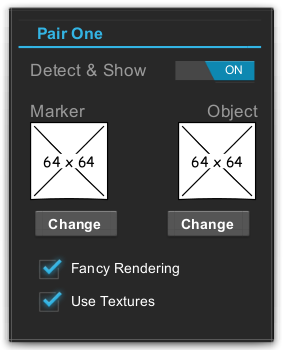 Pair One
Detect & Show ON
Marker Object
64 x 64 64 x 64
Change Change
Fancy Rendering
Use Textures